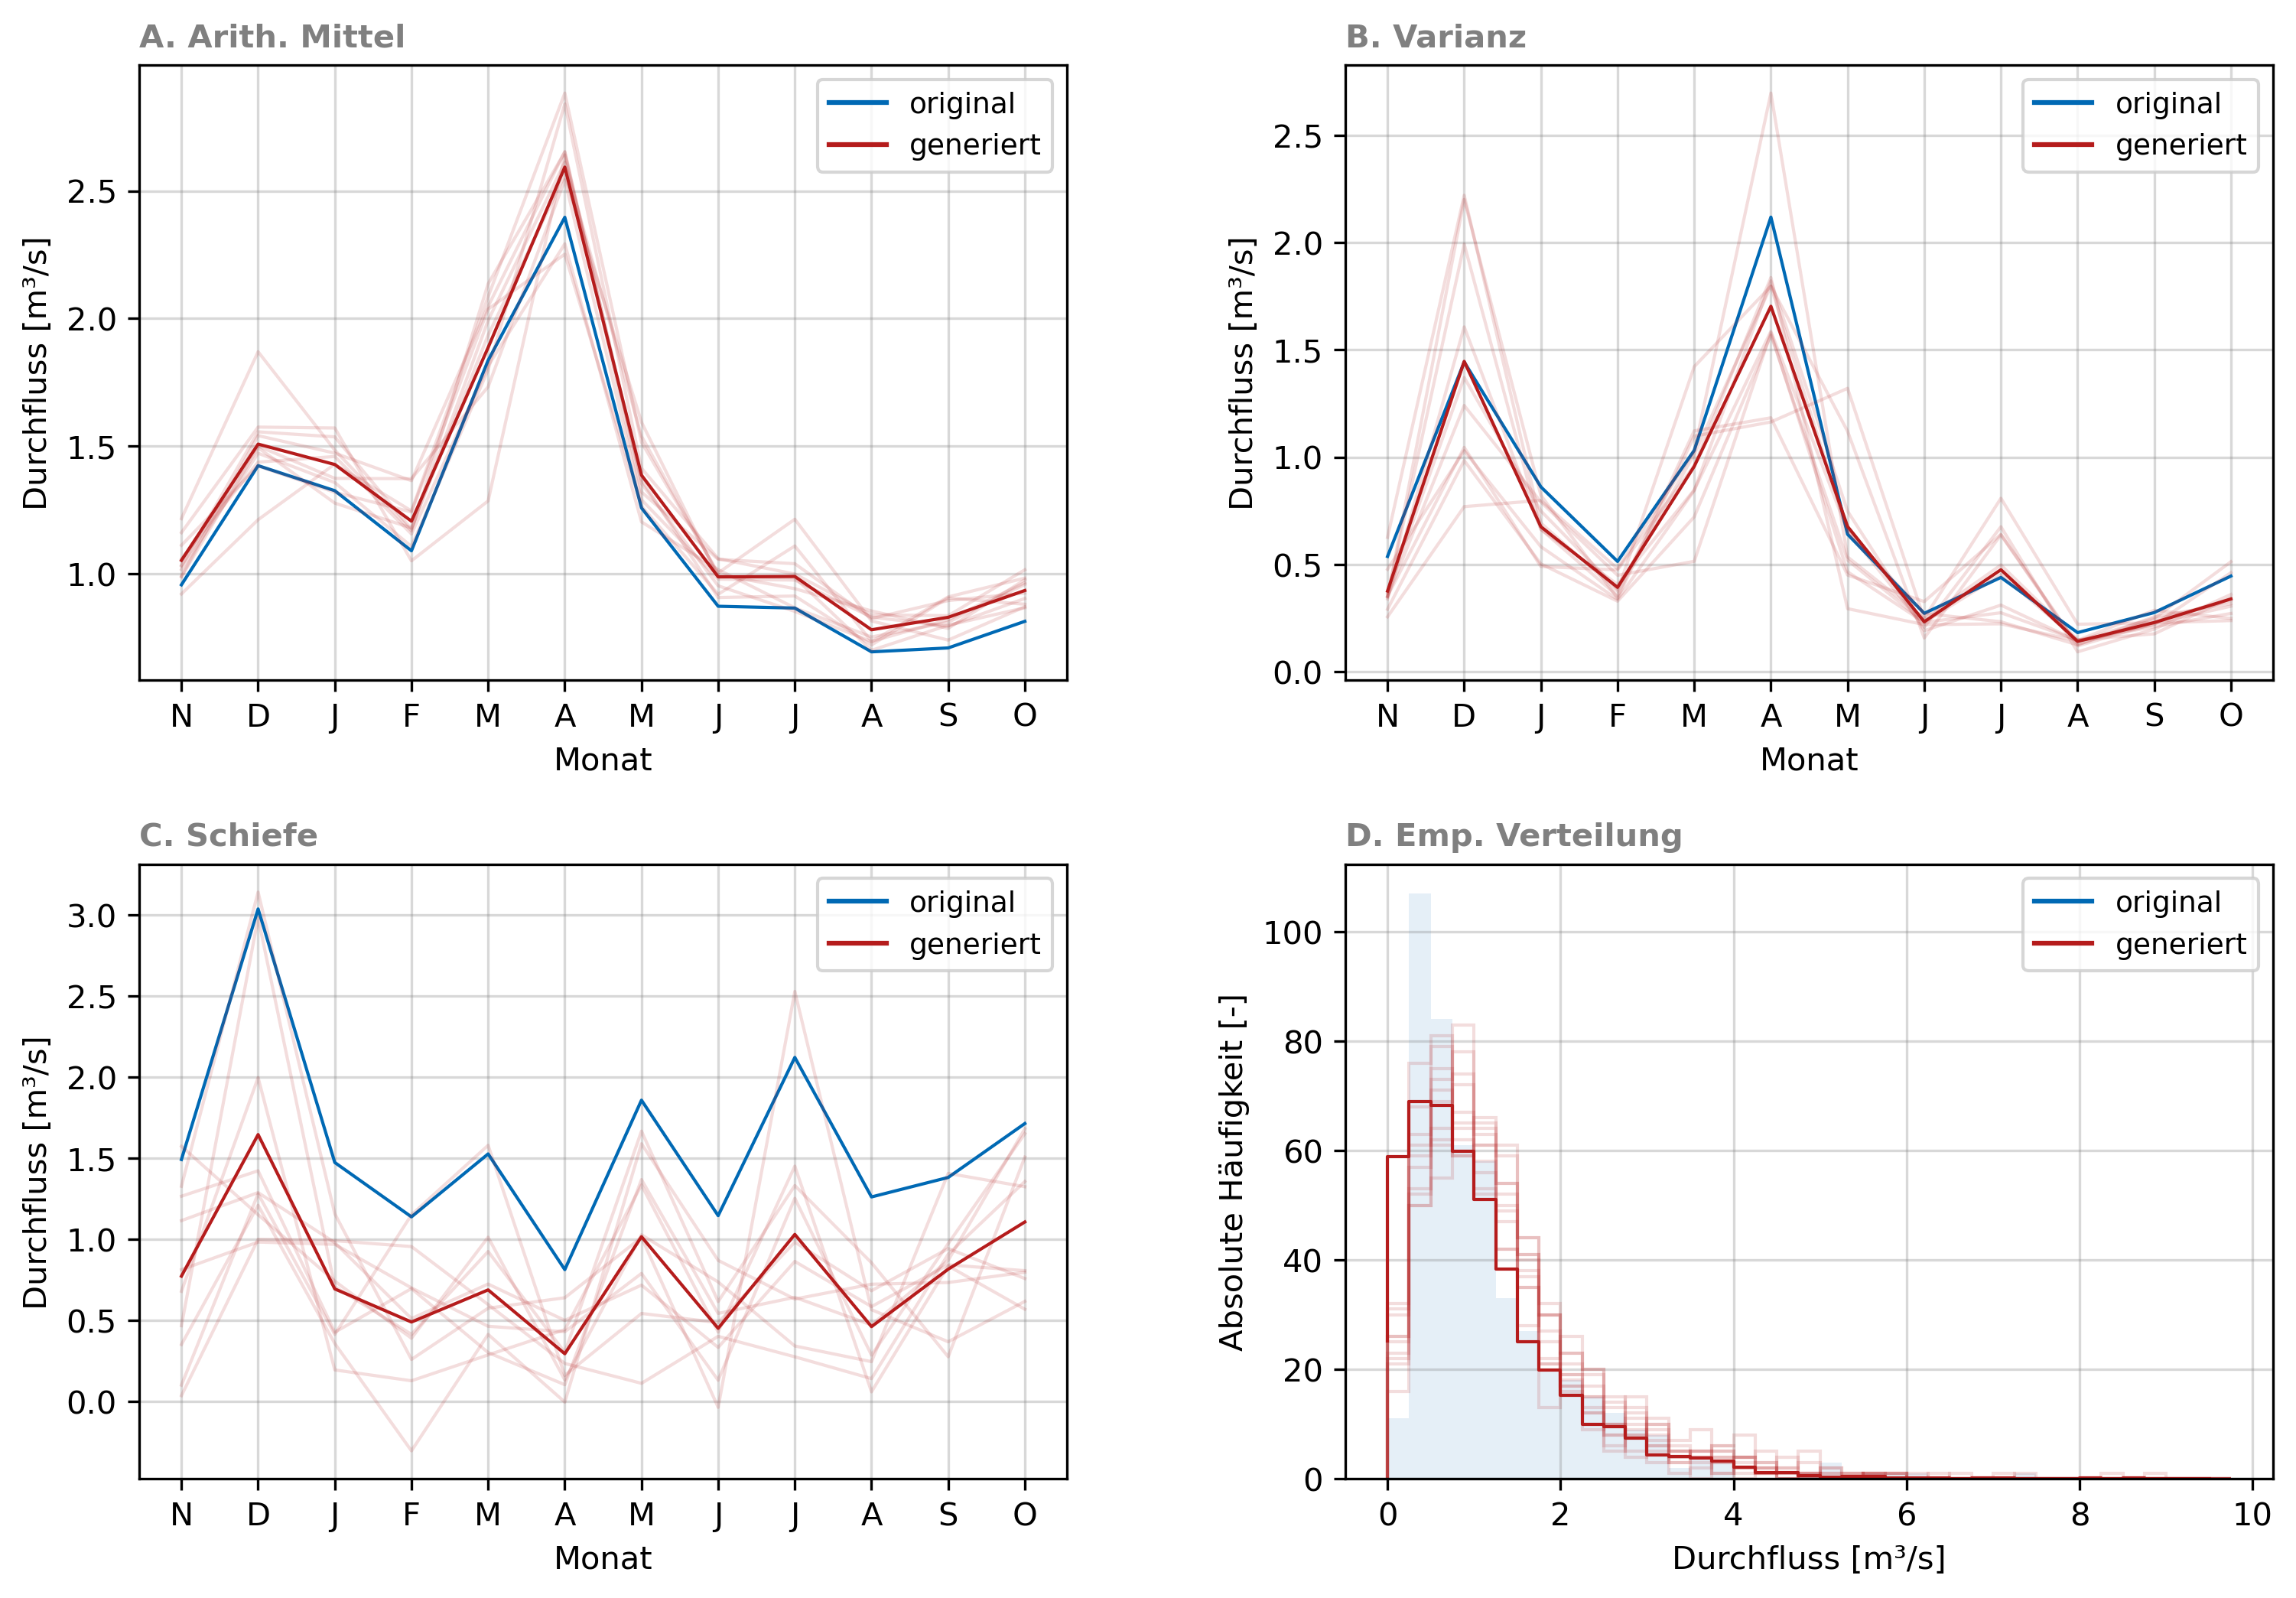 A. Arith. Mittel
original
generiert
2.5
2.0
1.5
1.0
Durchfluss [m³/s]
N D J F M A M J J A S O
Monat
B. Varianz
original
generiert
2.5
2.0
1.5
1.0
0.5
0.0
Durchfluss [m³/s]
N D J F M A M J J A S O
Monat
C. Schiefe
original
generiert
3.0
2.5
2.0
1.5
1.0
0.5
0.0
Durchfluss [m³/s]
N D J F M A M J J A S O
Monat
D. Emp. Verteilung
original
generiert
100
80
60
40
20
0
Absolute Häufigkeit [-]
0 2 4 6 8 10
Durchfluss [m³/s]